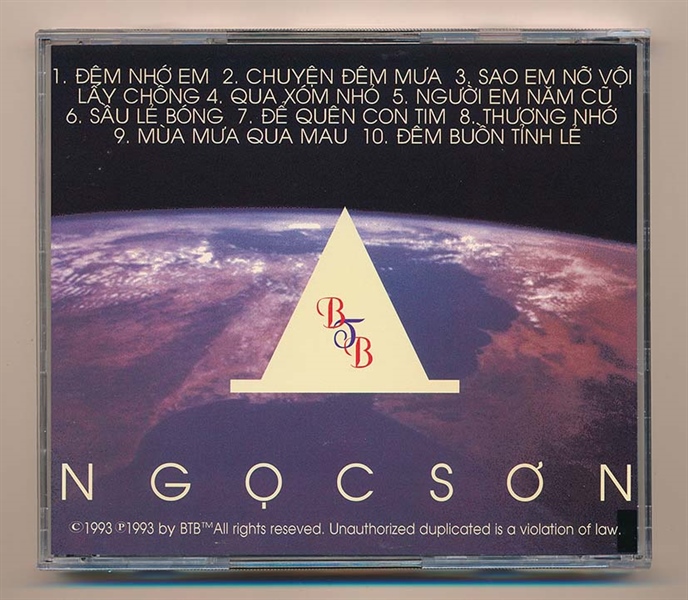 1. ĐÊM NHỚ EM 2. CHUYỆN ĐÊM MƯA 3. SAO EM NỠ VỘI
LẤY CHỒNG 4. QUA XÓM NHỎ 5. NGƯỜI EM NĂM CŨ
6. SẦU LẺ BÓNG 7. ĐỂ QUÊN CON TIM 8. THƯƠNG NHỚ
9. MÙA MƯA QUA MAU 10. ĐÊM BUỒN TỈNH LẺ
BTB
NGỌC SƠN
©1993 ℗1993 by BTB™All rights reseved. Unauthorized duplicated is a violation of law.